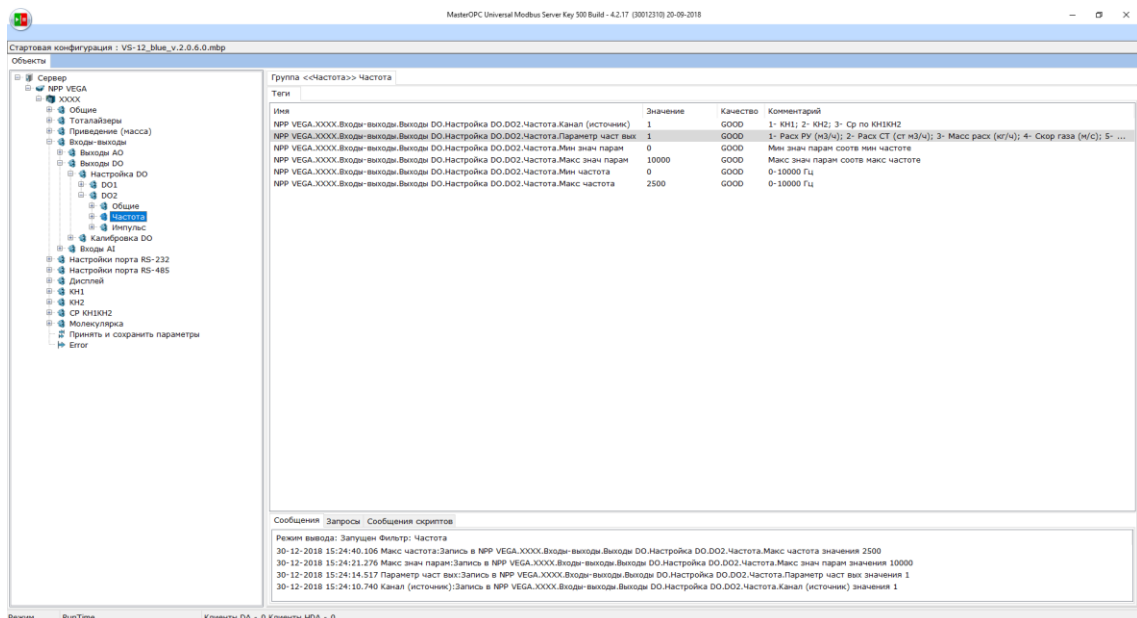 MasterOPC Universal Modbus Server Key 500 Build - 4.2.17 (30012310) 20-09-2018
Стартовая конфигурация : VS-12_blue_v.2.0.6.0.mbp
Объекты
Сервер
NPP VEGA
XXXX
Общие
Тоталайзеры
Приведение (масса)
Входы-выходы
Выходы AO
Выходы DO
Настройка DO
DO1
DO2
Общие
Частота
Импульс
Калибровка DO
Входы AI
Настройки порта RS-232
Настройки порта RS-485
Дисплей
КН1
КН2
СР КН1КН2
Молекулярка
Принять и сохранить параметры
Error
Группа <<Частота>> Частота
Теги
Имя Значение Качество Комментарий
NPP VEGA.XXXX.Входы-выходы.Выходы DO.Настройка DO.DO2.Частота.Канал (источник) 1 GOOD 1- КН1; 2- КН2; 3- Ср по КН1КН2
NPP VEGA.XXXX.Входы-выходы.Выходы DO.Настройка DO.DO2.Частота.Параметр част вых 1 GOOD 1- Расх РУ (м3/ч); 2- Расх СТ (ст м3/ч); 3- Масс расх (кг/ч); 4- Скор газа (м/с); 5- ...
NPP VEGA.XXXX.Входы-выходы.Выходы DO.Настройка DO.DO2.Частота.Мин знач парам 0 GOOD Мин знач парам соотв мин частоте
NPP VEGA.XXXX.Входы-выходы.Выходы DO.Настройка DO.DO2.Частота.Макс знач парам 10000 GOOD Макс знач парам соотв макс частоте
NPP VEGA.XXXX.Входы-выходы.Выходы DO.Настройка DO.DO2.Частота.Мин частота 0 GOOD 0-10000 Гц
NPP VEGA.XXXX.Входы-выходы.Выходы DO.Настройка DO.DO2.Частота.Макс частота 2500 GOOD 0-10000 Гц
Сообщения Запросы Сообщения скриптов
Режим вывода: Запущен Фильтр: Частота
30-12-2018 15:24:40.106 Макс частота:Запись в NPP VEGA.XXXX.Входы-выходы.Выходы DO.Настройка DO.DO2.Частота.Макс частота значения 2500
30-12-2018 15:24:21.276 Макс знач парам:Запись в NPP VEGA.XXXX.Входы-выходы.Выходы DO.Настройка DO.DO2.Частота.Макс знач парам значения 10000
30-12-2018 15:24:14.517 Параметр част вых:Запись в NPP VEGA.XXXX.Входы-выходы.Выходы DO.Настройка DO.DO2.Частота.Параметр част вых значения 1
30-12-2018 15:24:10.740 Канал (источник):Запись в NPP VEGA.XXXX.Входы-выходы.Выходы DO.Настройка DO.DO2.Частота.Канал (источник) значения 1
Режим RunTime Клиенты DA - 0 Клиенты HDA - 0